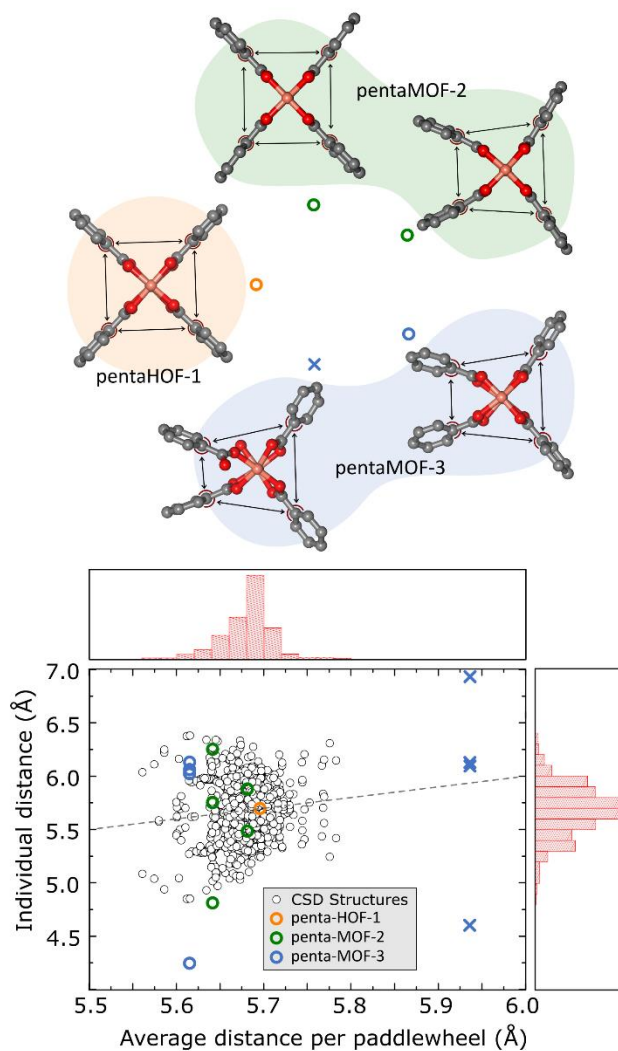 pentaMOF-2
pentaHOF-1
pentaMOF-3
Individual distance (Å)
7.0
6.5
6.0
5.5
5.0
4.5
CSD Structures
penta-HOF-1
penta-MOF-2
penta-MOF-3
5.5 5.6 5.7 5.8 5.9 6.0
Average distance per paddlewheel (Å)